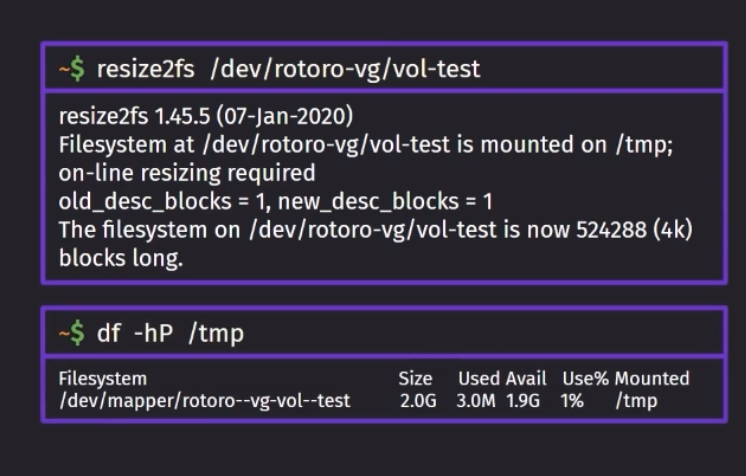 ~$ resize2fs /dev/rotoro-vg/vol-test
resize2fs 1.45.5 (07-Jan-2020)
Filesystem at /dev/rotoro-vg/vol-test is mounted on /tmp;
on-line resizing required
old_desc_blocks = 1, new_desc_blocks = 1
The filesystem on /dev/rotoro-vg/vol-test is now 524288 (4k)
blocks long.
~$ df -hP /tmp
Filesystem Size Used Avail Use% Mounted
/dev/mapper/rotoro--vg-vol--test 2.0G 3.0M 1.9G 1% /tmp